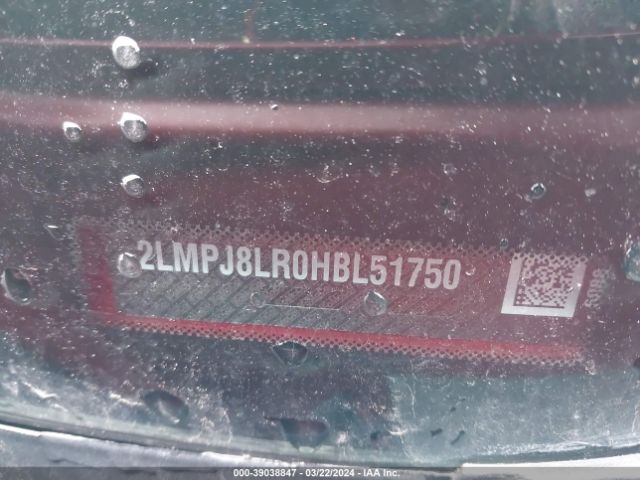 2LMPJ8LR0HBL51750
000-39038847 - 03/22/2024 - IAA Inc.